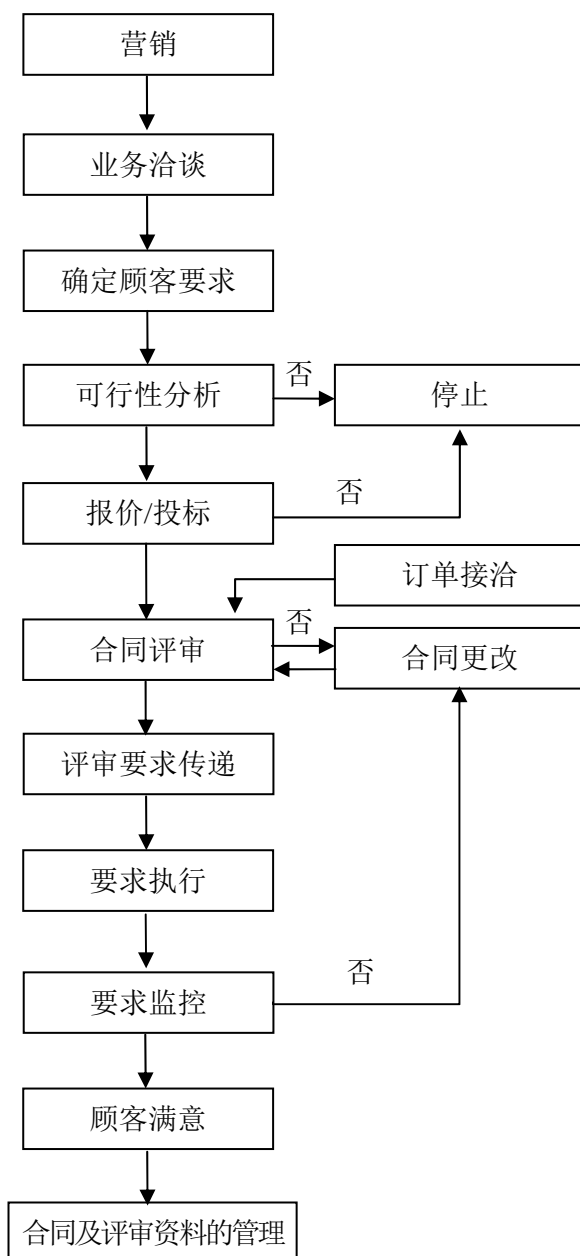 营销
业务洽谈
确定顾客要求
可行性分析
否
停止
报价/投标
否
订单接洽
合同评审
否
合同更改
评审要求传递
要求执行
要求监控
否
顾客满意
合同及评审资料的管理